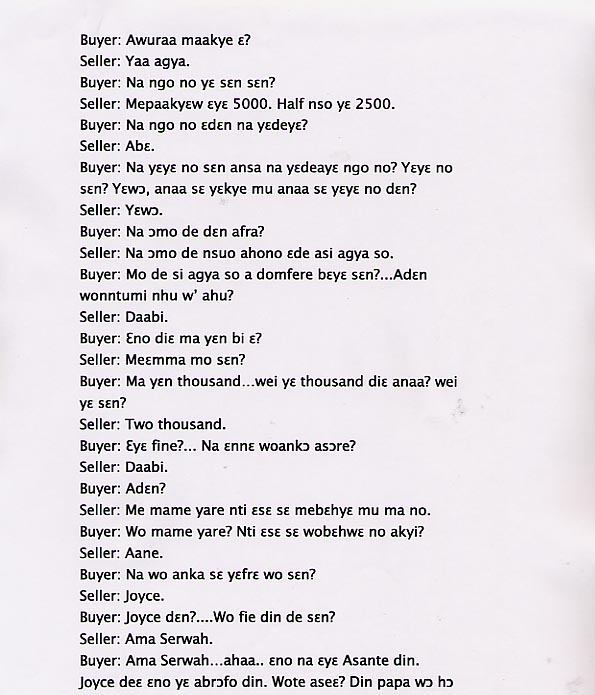 Buyer: Awuraa maakye ɛ?
Seller: Yaa agya.
Buyer: Na ngo no yɛ sɛn sɛn?
Seller: Mepaakyɛw ɛyɛ 5000. Half nso yɛ 2500.
Buyer: Na ngo no ɛdɛn na yɛdeyɛ?
Seller: Abɛ.
Buyer: Na yɛyɛ no sɛn ansa na yɛdeayɛ ngo no? Yɛyɛ no
sɛn? Yɛwɔ, anaa sɛ yɛkye mu anaa sɛ yɛyɛ no dɛn?
Seller: Yɛwɔ.
Buyer: Na ɔmo de dɛn afra?
Seller: Na ɔmo de nsuo ahono ɛde asi agya so.
Buyer: Mo de si agya so a domfere bɛyɛ sɛn?...Adɛn
wonntumi nhu w' ahu?
Seller: Daabi.
Buyer: Ɛno diɛ ma yɛn bi ɛ?
Seller: Meɛmma mo sɛn?
Buyer: Ma yɛn thousand...wei yɛ thousand diɛ anaa? wei
yɛ sɛn?
Seller: Two thousand.
Buyer: Ɛyɛ fine?... Na ɛnnɛ woankɔ asɔre?
Seller: Daabi.
Buyer: Adɛn?
Seller: Me mame yare nti ɛsɛ sɛ mebɛhyɛ mu ma no.
Buyer: Wo mame yare? Nti ɛsɛ sɛ wobɛhwɛ no akyi?
Seller: Aane.
Buyer: Na wo anka sɛ yɛfrɛ wo sɛn?
Seller: Joyce.
Buyer: Joyce dɛn?....Wo fie din de sɛn?
Seller: Ama Serwah.
Buyer: Ama Serwah...ahaa.. ɛno na ɛyɛ Asante din.
Joyce deɛ ɛno yɛ abrɔfo din. Wote aseɛ? Din papa wɔ hɔ